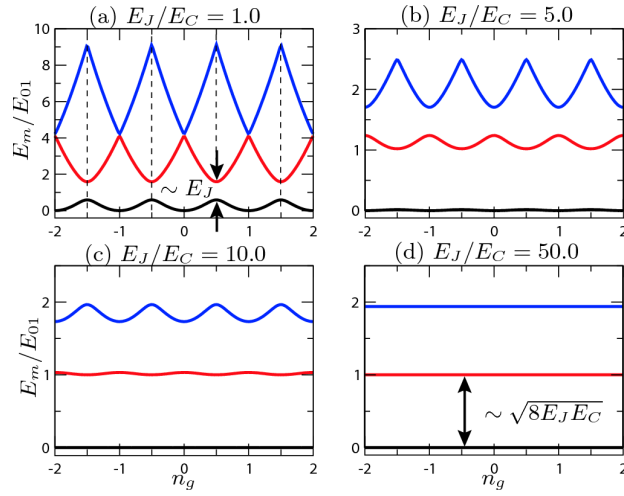 (a) E_J/E_C = 1.0
(b) E_J/E_C = 5.0
E_m/E_01
10
8
6
4
2
0
∼ E_J
-2 -1 0 1 2
3
2
1
0
-2 -1 0 1 2
(c) E_J/E_C = 10.0
(d) E_J/E_C = 50.0
E_m/E_01
2
1
0
-2 -1 0 1 2
n_g
2
1
0
∼ √8E_JE_C
-2 -1 0 1 2
n_g